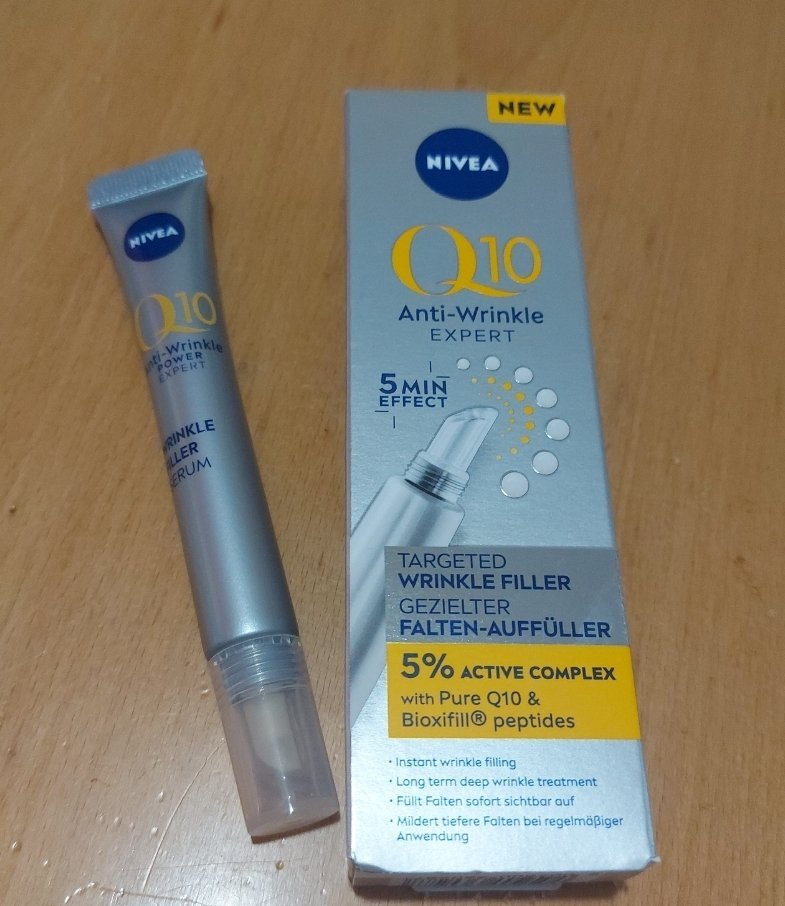 NIVEA
Q10
Anti-Wrinkle
POWER
EXPERT
WRINKLE
FILLER
SERUM
NEW
NIVEA
Q10
Anti-Wrinkle
EXPERT
5 MIN
EFFECT
TARGETED
WRINKLE FILLER
GEZIELTER
FALTEN-AUFFÜLLER
5% ACTIVE COMPLEX
with Pure Q10 &
Bioxifill® peptides
· Instant wrinkle filling
· Long term deep wrinkle treatment
· Füllt Falten sofort sichtbar auf
· Mildert tiefere Falten bei regelmäßiger
Anwendung